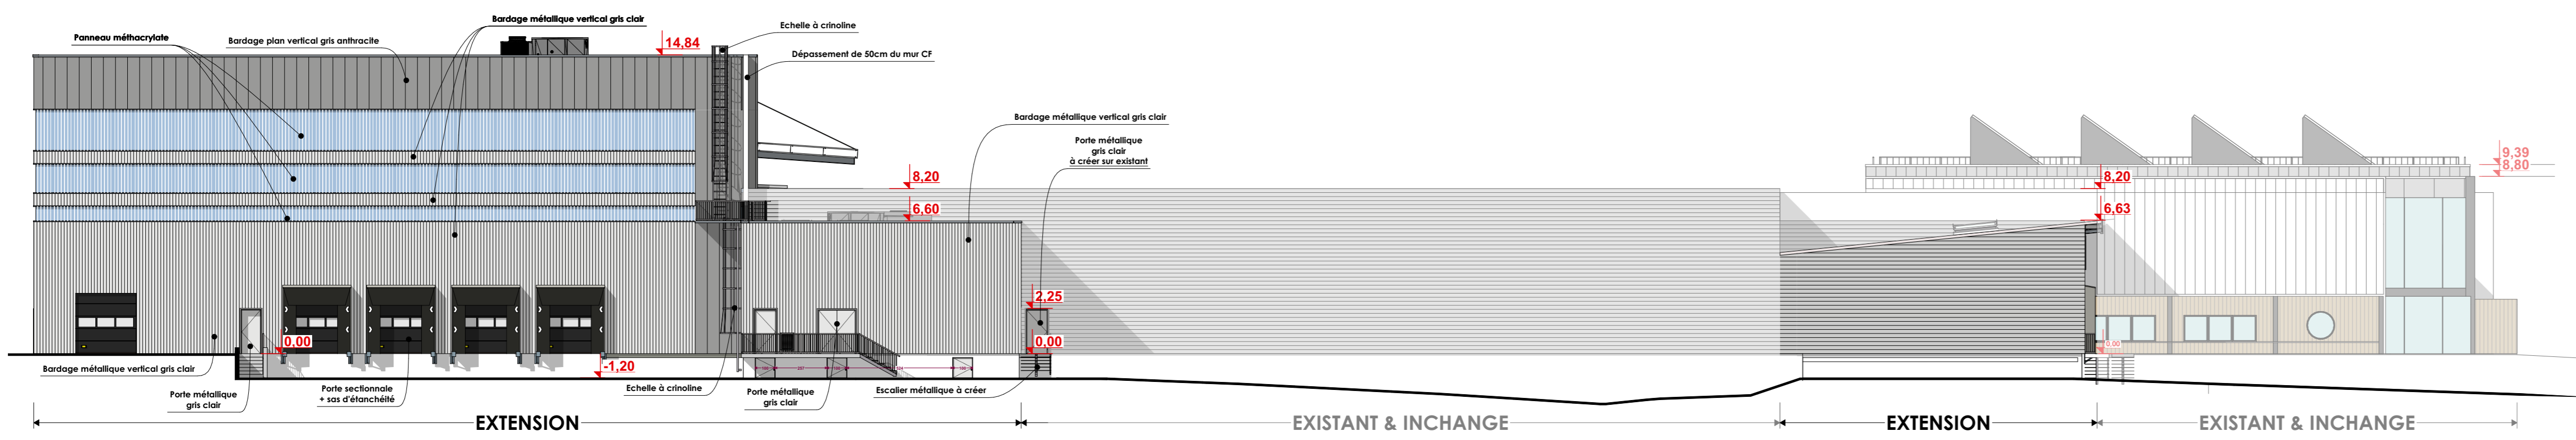 Bardage métallique vertical gris clair
Panneau méthacrylate
Bardage plan vertical gris anthracite
14,84
Echelle à crinoline
Dépassement de 50cm du mur CF
Bardage métallique vertical gris clair
Porte métallique
gris clair
à créer sur existant
9,39
8,80
8,20
8,20
6,60
6,63
2,25
0,00
0,00
0.00
-1,20
Bardage métallique vertical gris clair
Porte métallique
gris clair
Porte sectionnale
+ sas d'étanchéité
Echelle à crinoline
Porte métallique
gris clair
Escalier métallique à créer
EXTENSION
EXISTANT & INCHANGE
EXTENSION
EXISTANT & INCHANGE